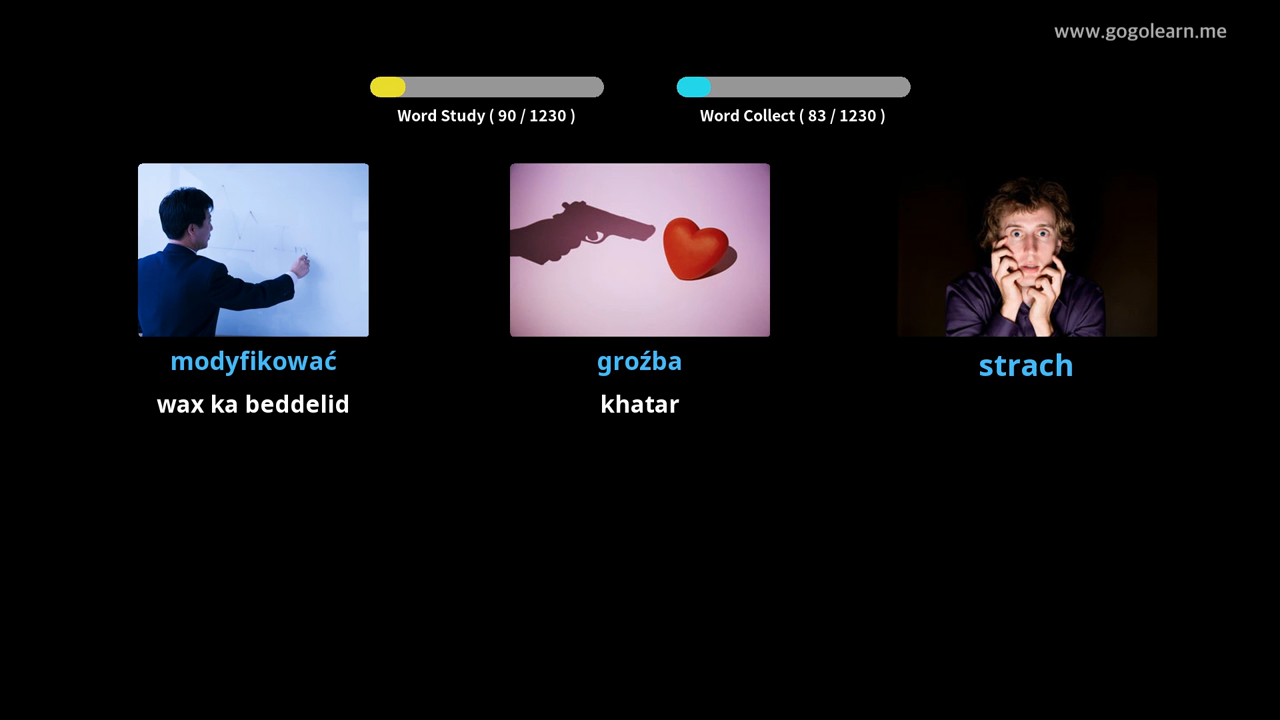 www.gogolearn.me
Word Study ( 90 / 1230 )
Word Collect ( 83 / 1230 )
modyfikować
groźba
strach
wax ka beddelid
khatar